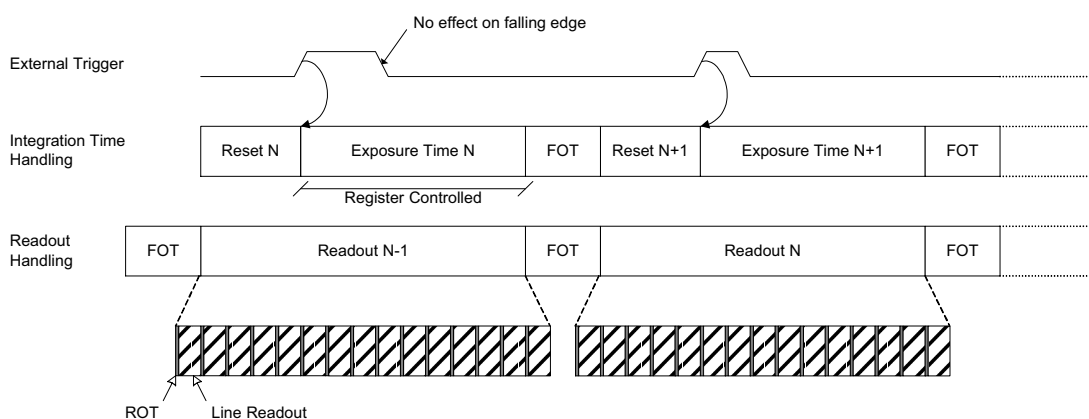 No effect on falling edge
External Trigger
Integration Time
Handling
Reset N
Exposure Time N
FOT
Reset N+1
Exposure Time N+1
FOT
Register Controlled
Readout
Handling
FOT
Readout N-1
FOT
Readout N
FOT
ROT
Line Readout